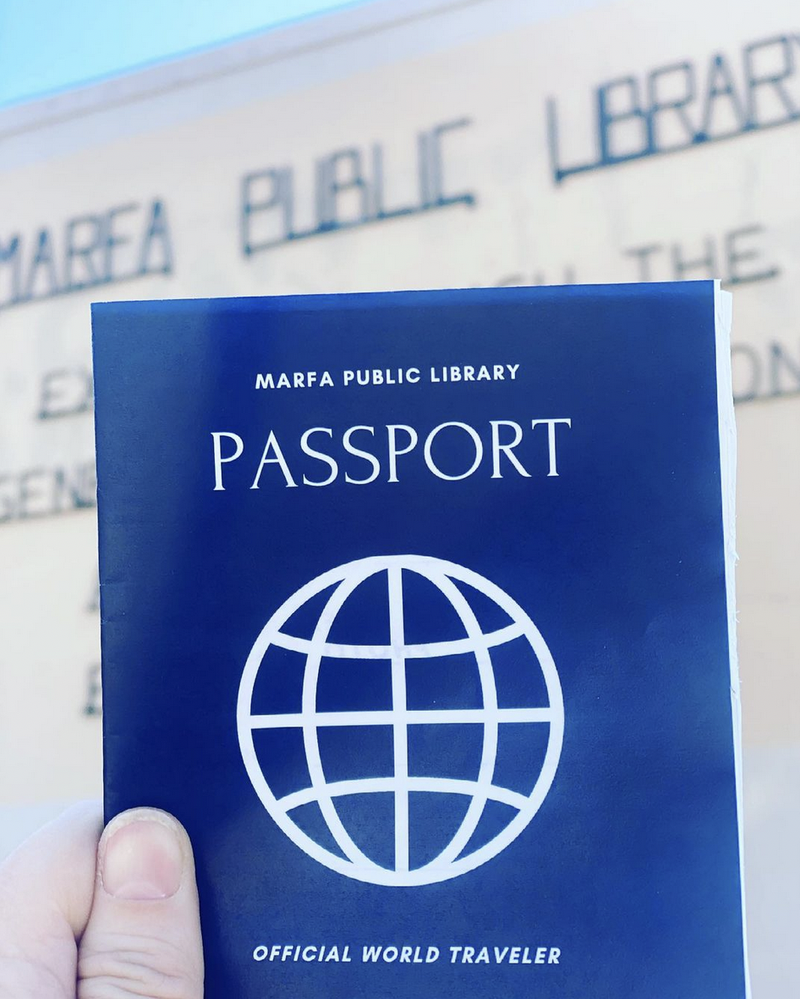 MARFA PUBLIC LIBRARY
THE
MARFA PUBLIC LIBRARY
PASSPORT
OFFICIAL WORLD TRAVELER